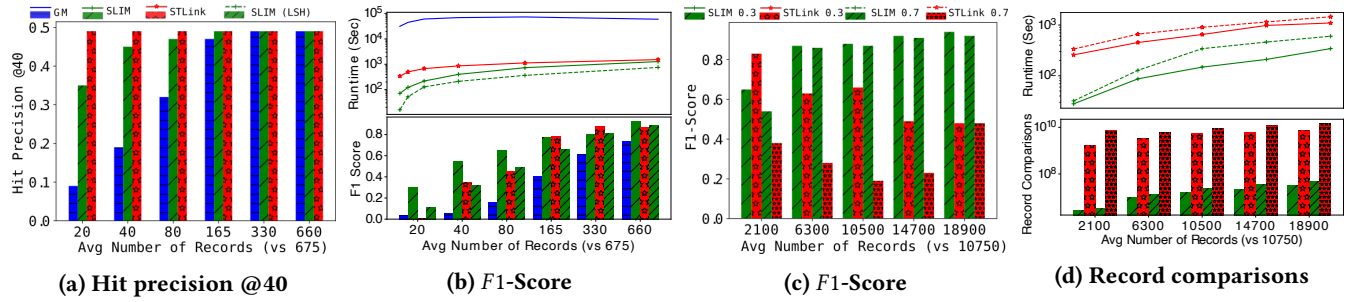 GM SLIM STLink SLIM (LSH)
Hit Precision @40
0.5
0.4
0.3
0.2
0.1
0.0
20 40 80 165 330 660
Avg Number of Records (vs 675)
(a) Hit precision @40
Runtime (Sec)
10^5
10^4
10^3
10^2
F1 Score
0.8
0.6
0.4
0.2
0.0
20 40 80 165 330 660
Avg Number of Records (vs 675)
(b) F1-Score
SLIM 0.3 STLink 0.3 SLIM 0.7 STLink 0.7
F1-Score
0.8
0.6
0.4
0.2
0.0
2100 6300 10500 14700 18900
Avg Number of Records (vs 10750)
(c) F1-Score
Runtime (Sec)
10^3
10^2
Record Comparisons
10^10
10^8
2100 6300 10500 14700 18900
Avg Number of Records (vs 10750)
(d) Record comparisons